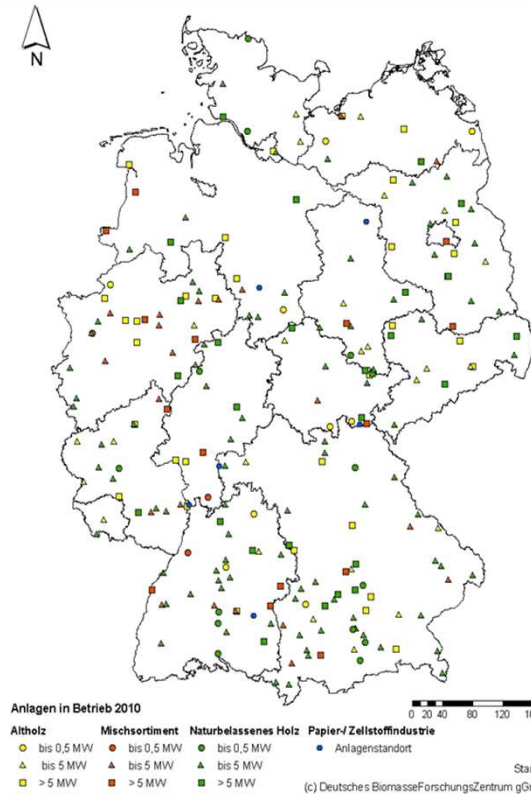 N
Anlagen in Betrieb 2010
Altholz Mischsortiment Naturbelassenes Holz Papier-/ Zellstoffindustrie
bis 0,5 MW bis 0,5 MW bis 0,5 MW Anlagenstandort
bis 5 MW bis 5 MW bis 5 MW
> 5 MW > 5 MW > 5 MW
0 20 40 80 120
(c) Deutsches BiomasseForschungsZentrum